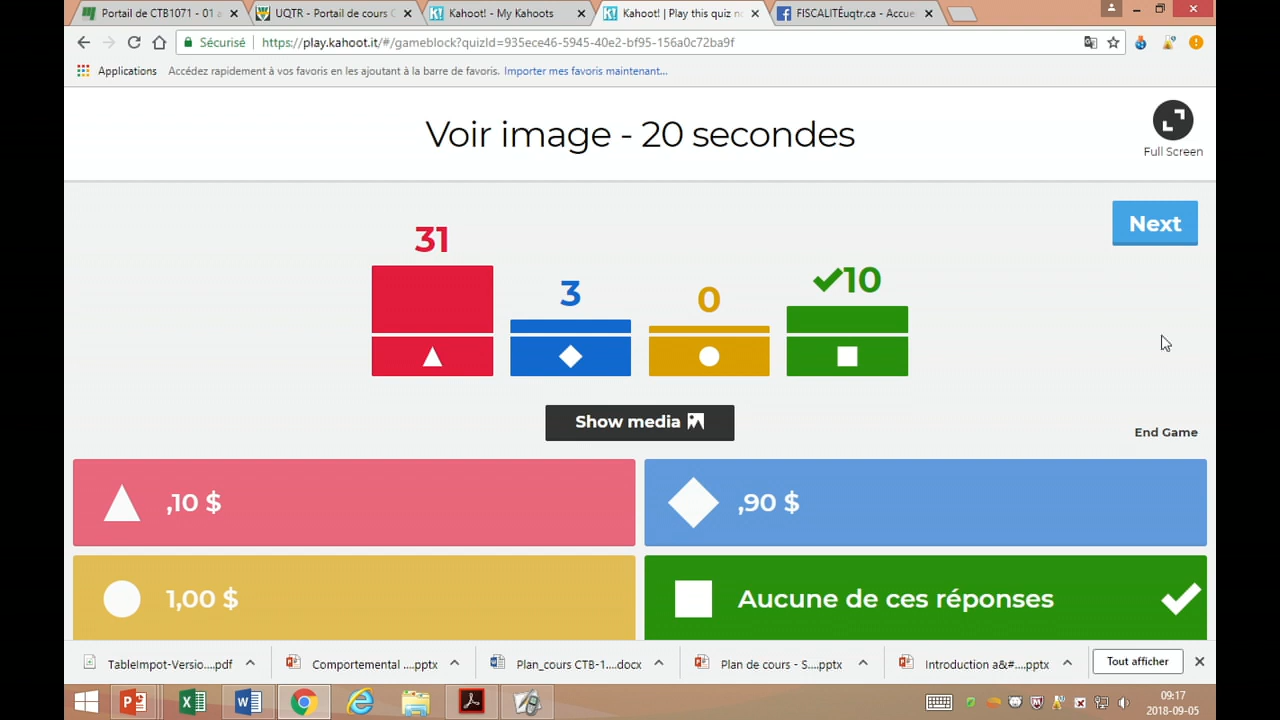 Portail de CTB1071 - 01 a
UQTR - Portail de cours C
Kahoot! - My Kahoots
Kahoot! | Play this quiz no
FISCALITÉuqtr.ca - Accue
Sécurisé
https://play.kahoot.it/#/gameblock?quizId=935ece46-5945-40e2-bf95-156a0c72ba9f
Applications
Accédez rapidement à vos favoris en les ajoutant à la barre de favoris. Importer mes favoris maintenant...
Voir image - 20 secondes
Full Screen
Next
31
3
0
10
Show media
End Game
,10 $
,90 $
1,00 $
Aucune de ces réponses
TableImpot-Versio....pdf
Comportemental ....pptx
Plan_cours CTB-1....docx
Plan de cours - S....pptx
Introduction a&#....pptx
Tout afficher
09:17
2018-09-05